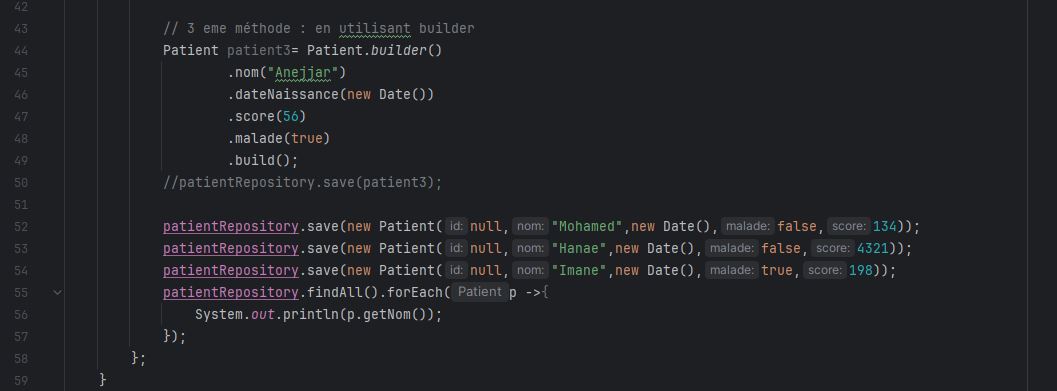 42
43 // 3 eme méthode : en utilisant builder
44 Patient patient3= Patient.builder()
45 .nom("Anejjar")
46 .dateNaissance(new Date())
47 .score(56)
48 .malade(true)
49 .build();
50 //patientRepository.save(patient3);
51
52 patientRepository.save(new Patient( id: null, nom: "Mohamed",new Date(), malade: false, score: 134));
53 patientRepository.save(new Patient( id: null, nom: "Hanae",new Date(), malade: false, score: 4321));
54 patientRepository.save(new Patient( id: null, nom: "Imane",new Date(), malade: true, score: 198));
55 patientRepository.findAll().forEach( Patient p ->{
56 System.out.println(p.getNom());
57 });
58 };
59 }